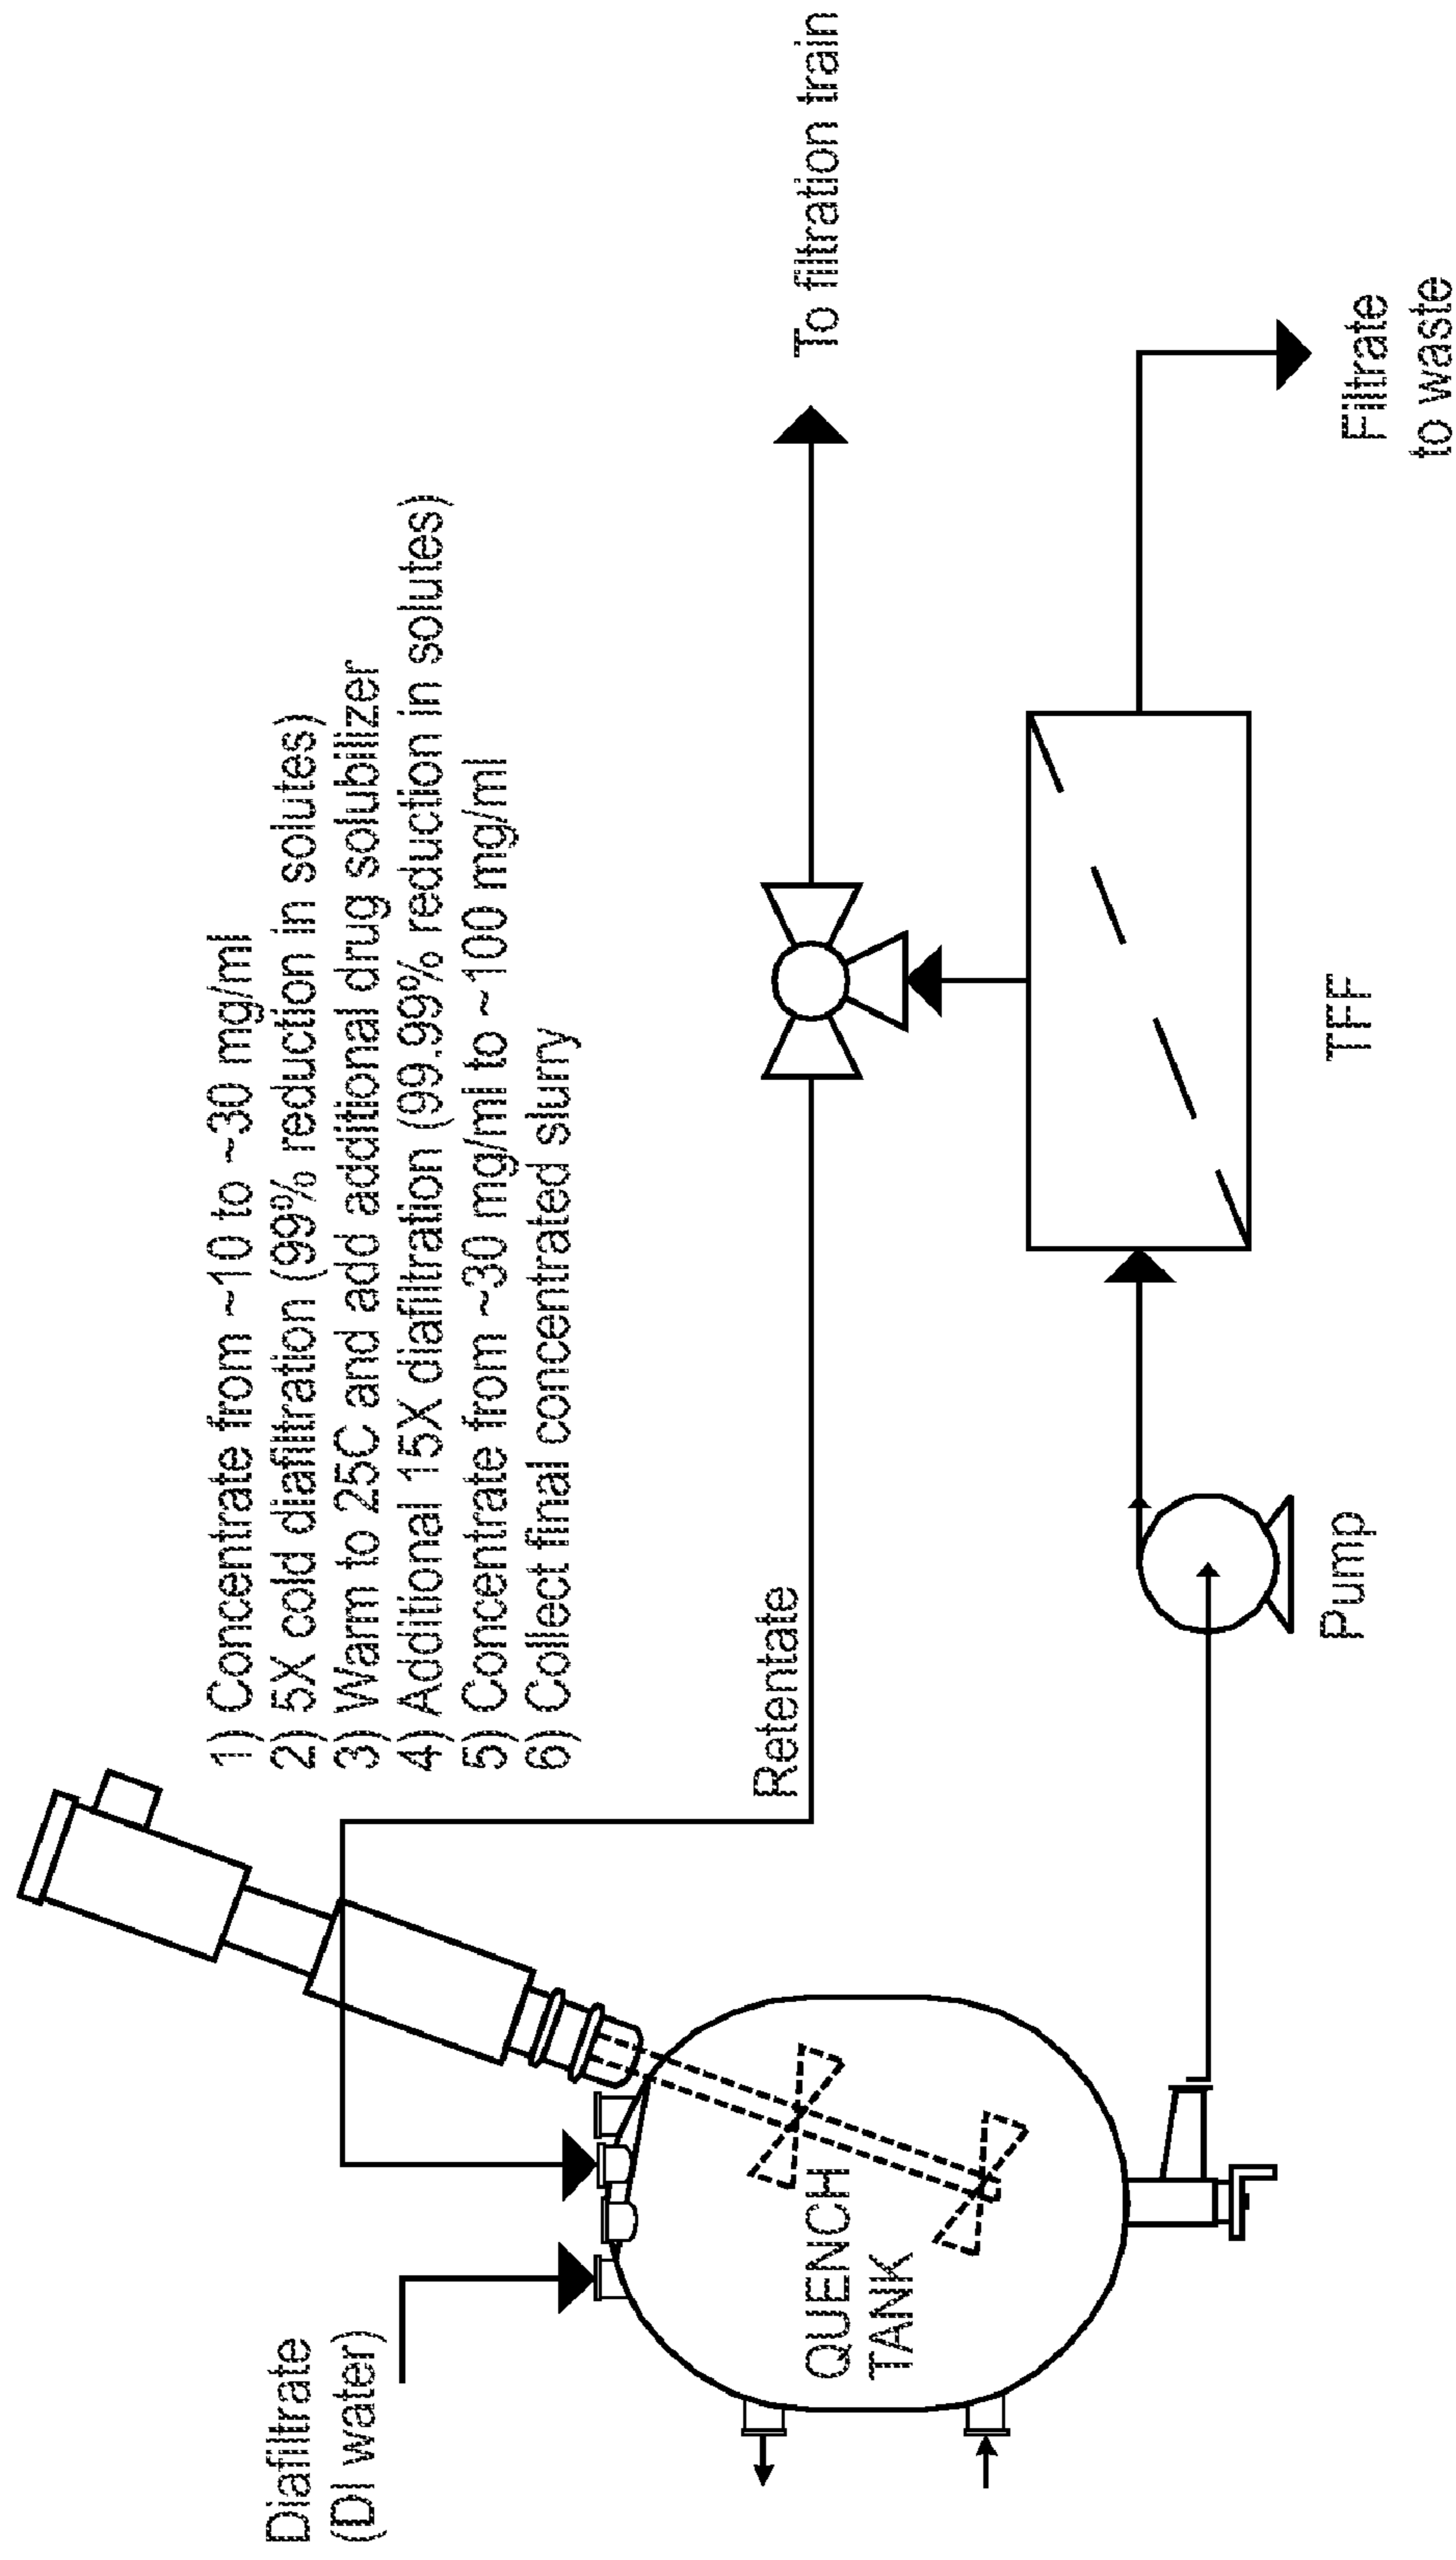 1) Concentrate from ~10 to ~30 mg/ml
2) 5X cold diafiltration (99% reduction in solutes)
3) Warm to 25C and add additional drug solubilizer
4) Additional 15X diafiltration (99.99% reduction in solutes)
5) Concentrate from ~30 mg/ml to ~100 mg/ml
6) Collect final concentrated slurry
Diafiltrate
(DI water)
Retentate
To filtration train
QUENCH
TANK
Pump
TFF
Filtrate
to waste